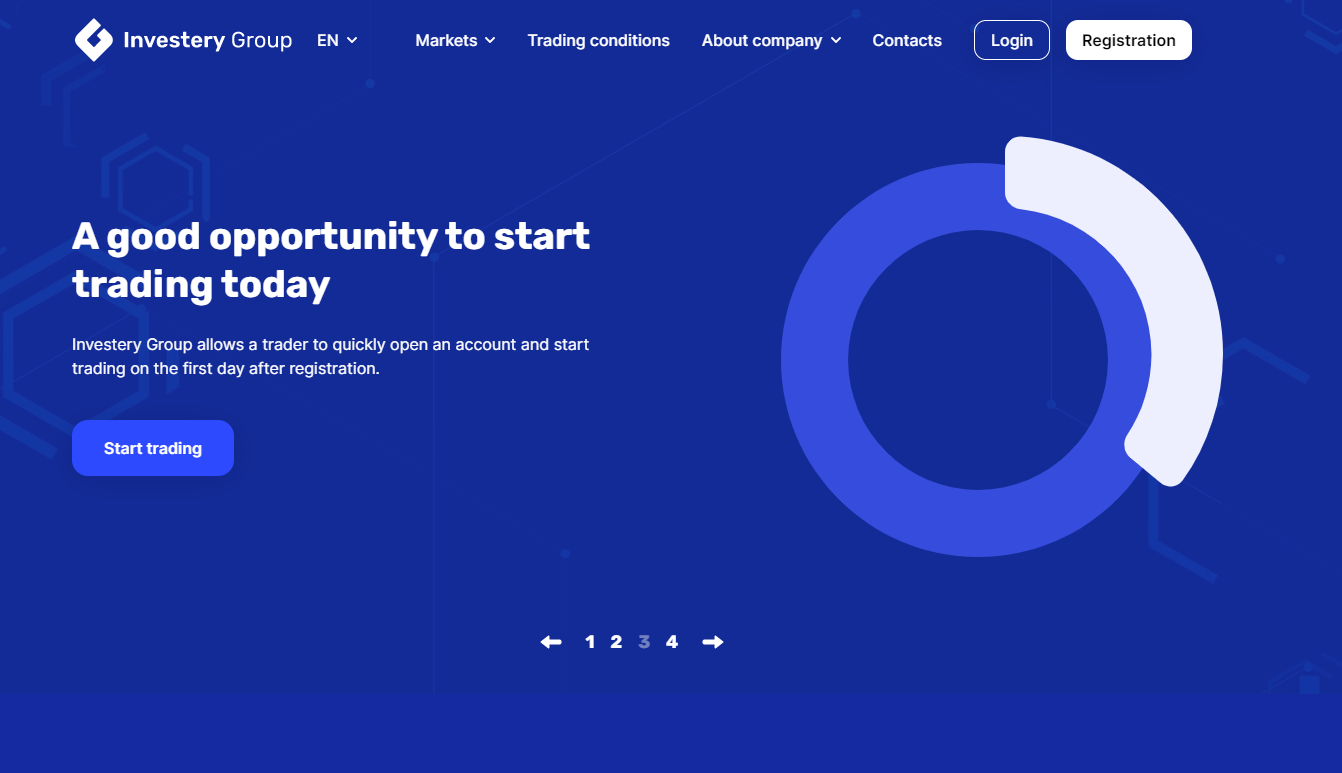 Investery Group EN Markets Trading conditions About company Contacts Login Registration
A good opportunity to start
trading today
Investery Group allows a trader to quickly open an account and start
trading on the first day after registration.
Start trading
1 2 3 4